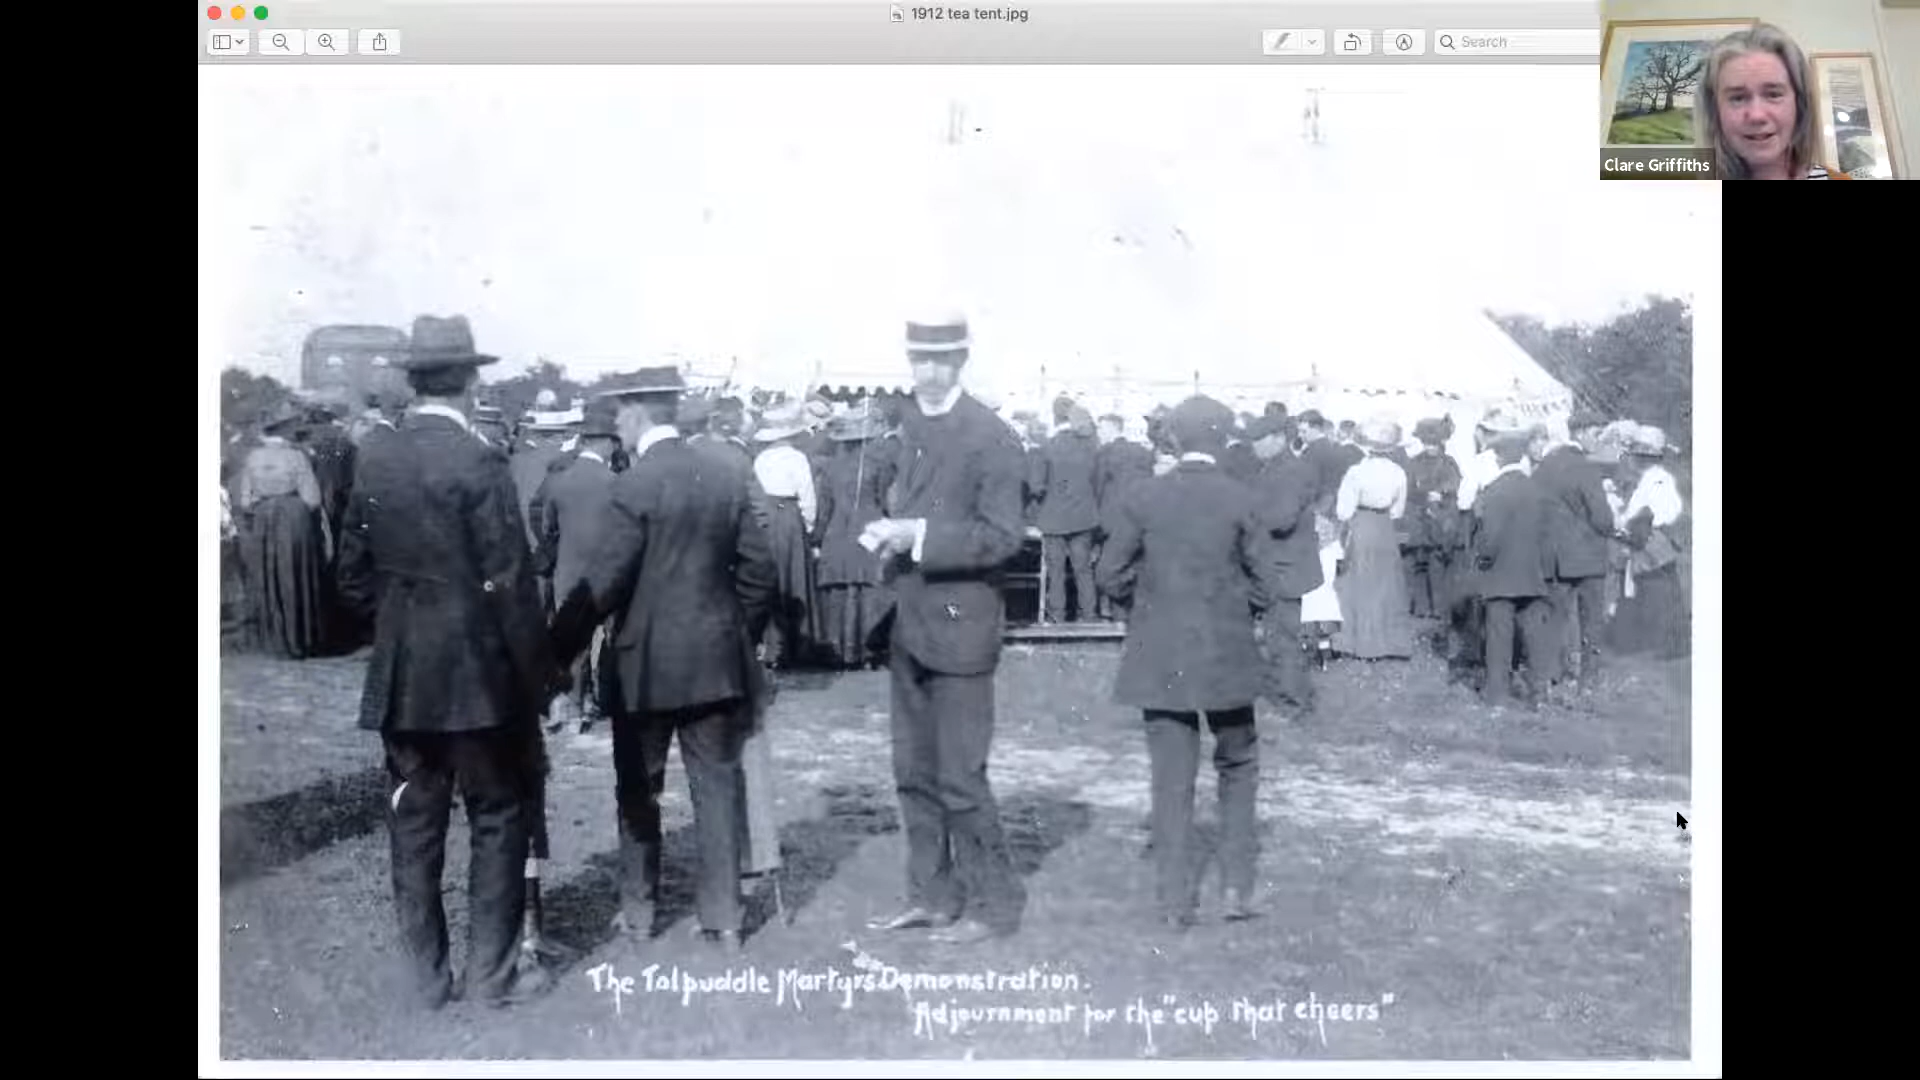 1912 tea tent.jpg
Search
Clare Griffiths
The Tolpuddle Martyrs Demonstration.
Adjournment for the "cup that cheers"